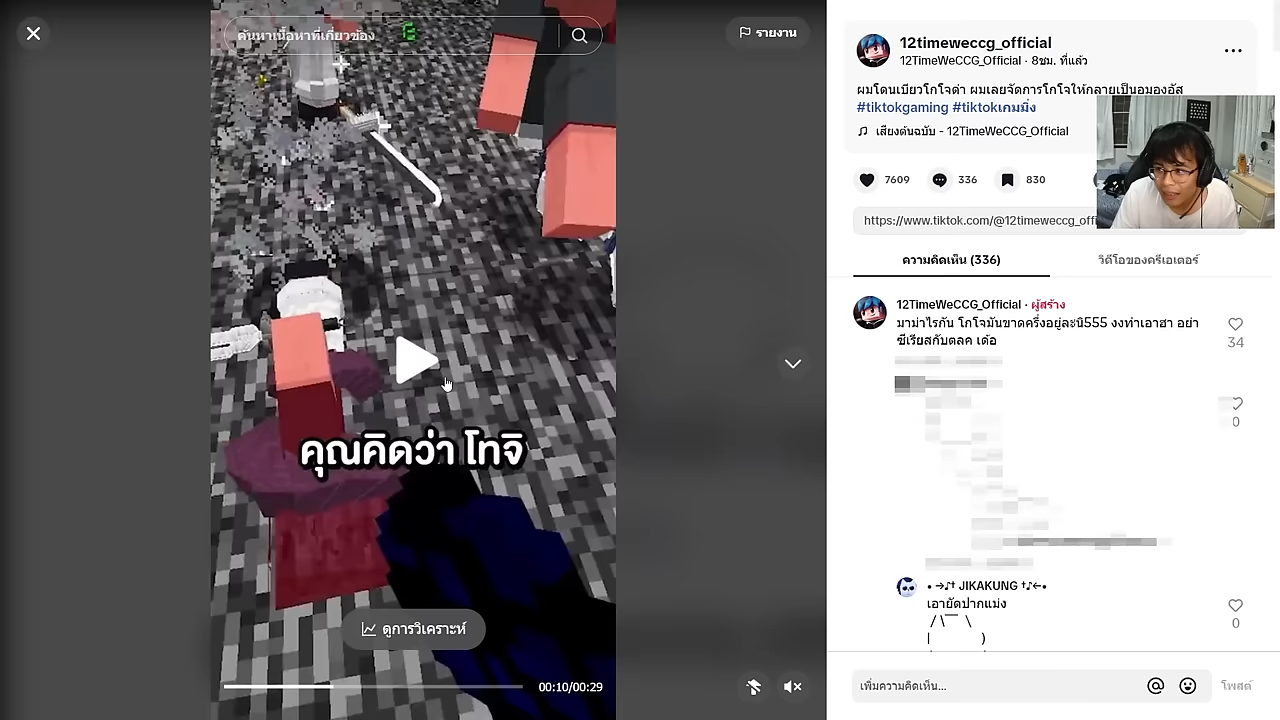 ค้นหาเนื้อหาที่เกี่ยวข้อง
รายงาน
คุณคิดว่า โทจิ
ดูการวิเคราะห์
00:10/00:29
12timeweccg_official
12TimeWeCCG_Official · 8ชม. ที่แล้ว
ผมโดนเบียวโกโจด่า ผมเลยจัดการโกโจให้กลายเป็นอมองอัส
#tiktokgaming #tiktokเกมมิ่ง
เสียงต้นฉบับ - 12TimeWeCCG_Official
7609
336
830
https://www.tiktok.com/@12timeweccg_offi
ความคิดเห็น (336)
วิดีโอของครีเอเตอร์
12TimeWeCCG_Official · ผู้สร้าง
มาม่าไรกัน โกโจมันขาดครึ่งอยู่ละนิ555 งงทำเอาฮา อย่า
ซีเรียสกับตลค เด้อ
34
0
• →♪† JIKAKUNG †♪←•
เอายัดปากแม่ง
0
เพิ่มความคิดเห็น...
โพสต์